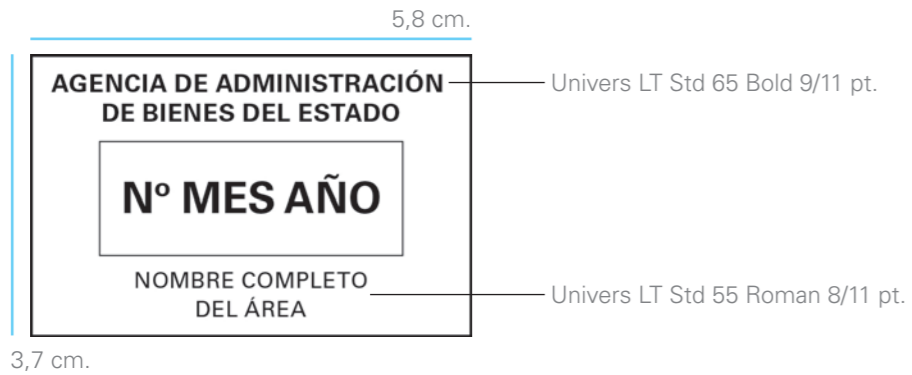 5,8 cm.
AGENCIA DE ADMINISTRACIÓN
DE BIENES DEL ESTADO
Univers LT Std 65 Bold 9/11 pt.
Nº MES AÑO
NOMBRE COMPLETO
DEL ÁREA
Univers LT Std 55 Roman 8/11 pt.
3,7 cm.